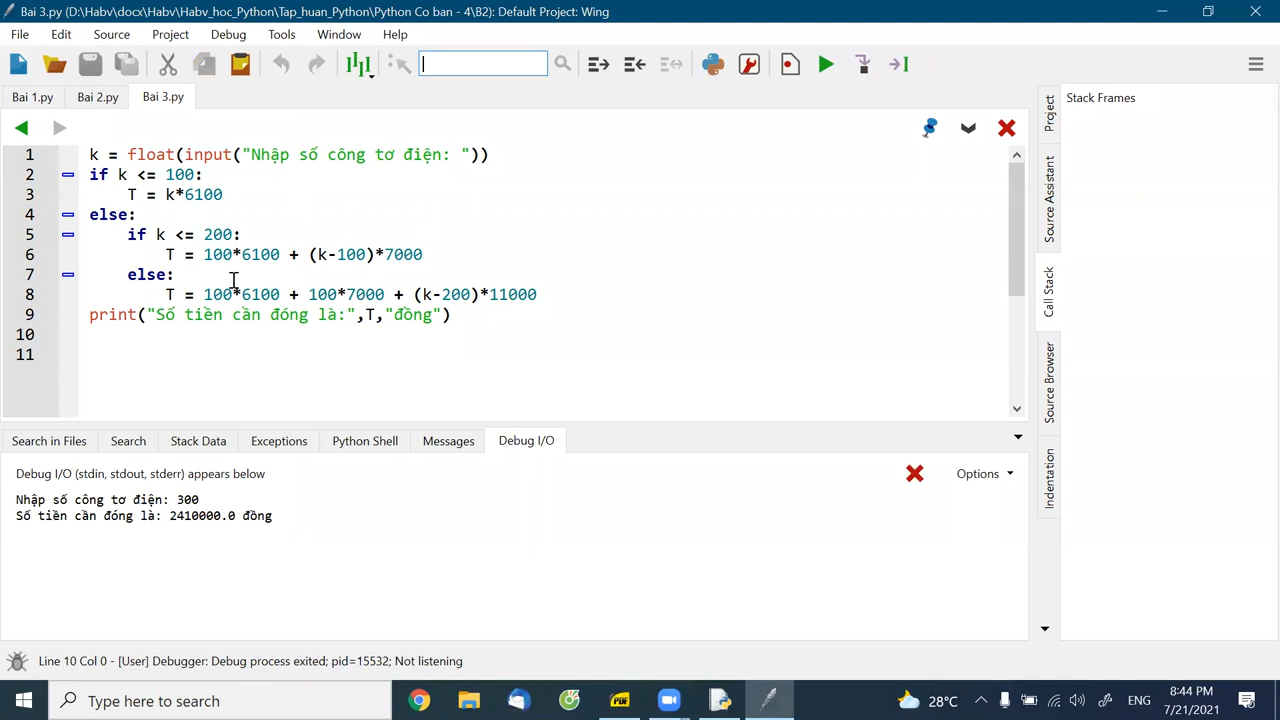 Bai 3.py (D:\Habv\docx\Habv\Habv_hoc_Python\Tap_huan_Python\Python Co ban - 4\B2): Default Project: Wing
File Edit Source Project Debug Tools Window Help
Bai 1.py Bai 2.py Bai 3.py
Stack Frames
1 k = float(input("Nhập số công tơ điện: "))
2 if k <= 100:
3 T = k*6100
4 else:
5 if k <= 200:
6 T = 100*6100 + (k-100)*7000
7 else:
8 T = 100*6100 + 100*7000 + (k-200)*11000
9 print("Số tiền cần đóng là:",T,"đồng")
10
11
Project
Source Assistant
Call Stack
Source Browser
Indentation
Search in Files Search Stack Data Exceptions Python Shell Messages Debug I/O
Debug I/O (stdin, stdout, stderr) appears below Options
Nhập số công tơ điện: 300
Số tiền cần đóng là: 2410000.0 đồng
Line 10 Col 0 - [User] Debugger: Debug process exited; pid=15532; Not listening
Type here to search
PDF
28°C ENG
8:44 PM
7/21/2021